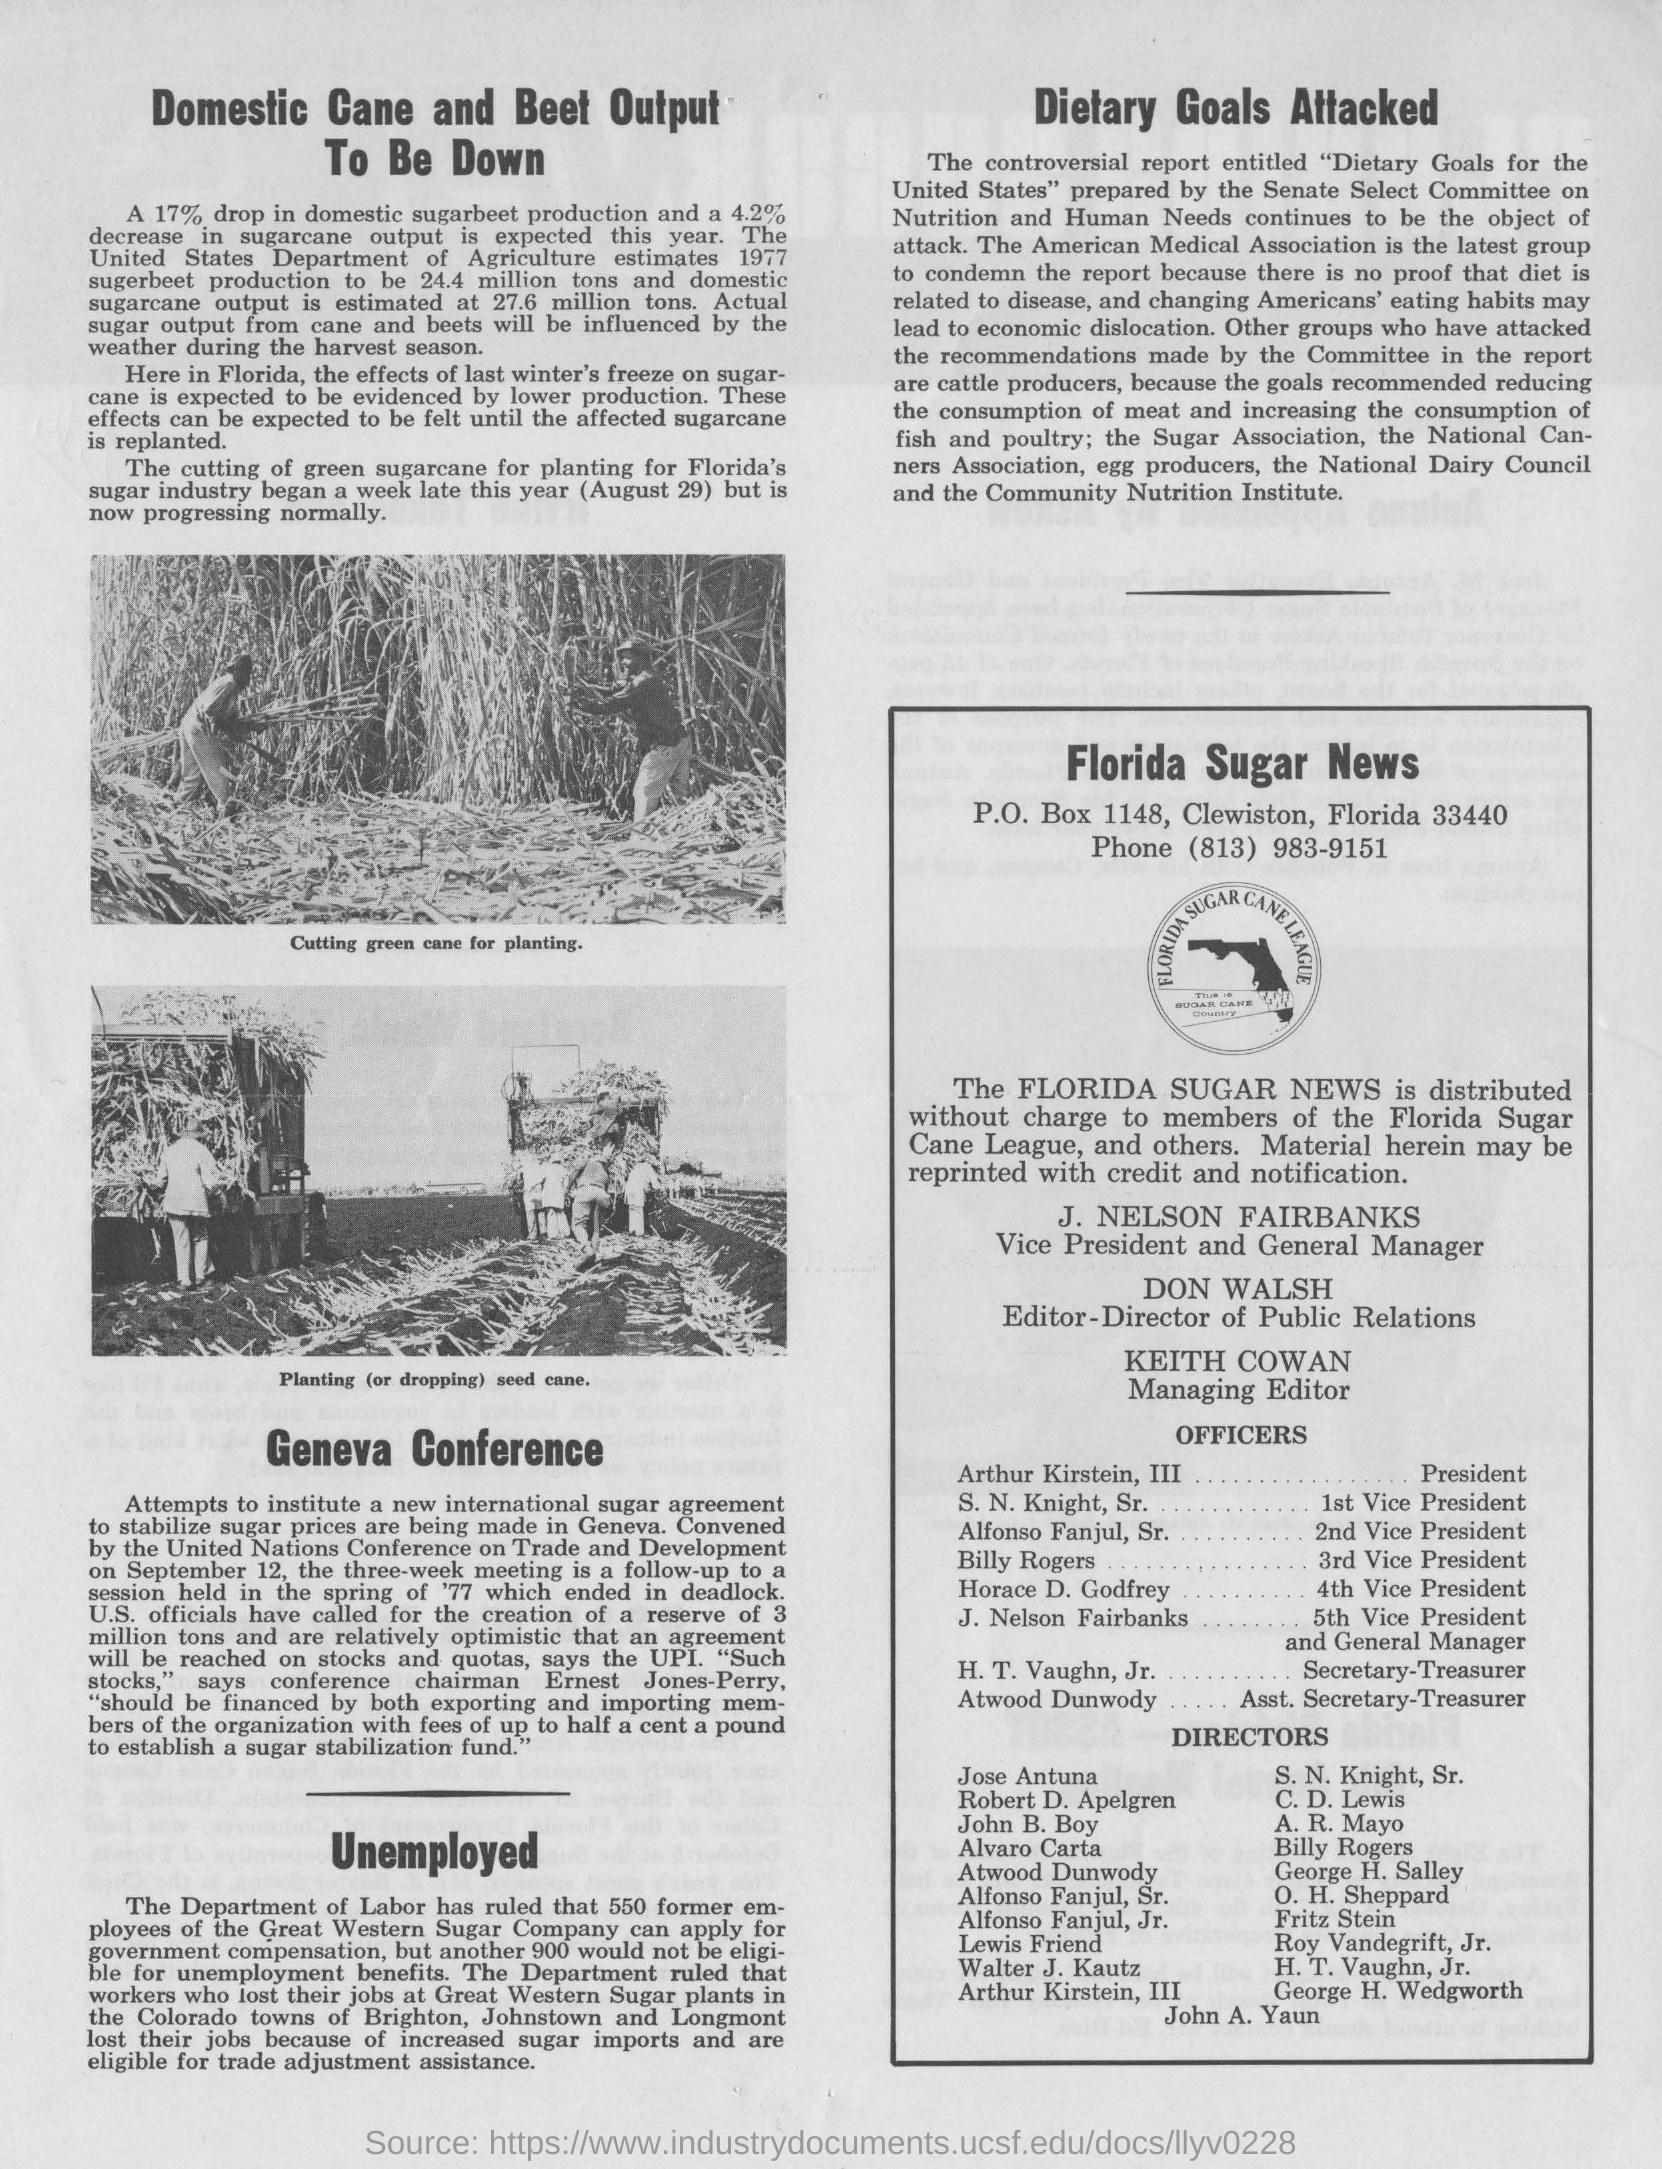 Domestic Cane and Beet Output
To Be Down
A 17% drop in domestic sugarbeet production and a 4.2%
decrease in sugarcane output is expected this year. The
United States Department of Agriculture estimates 1977
sugerbeet production to be 24.4 million tons and domestic
sugarcane output is estimated at 27.6 million tons. Actual
sugar output from cane and beets will be influenced by the
weather during the harvest season.
Here in Florida, the effects of last winter's freeze on sugar-
cane is expected to be evidenced by lower production. These
effects can be expected to be felt until the affected sugarcane
is replanted.
The cutting of green sugarcane for planting for Florida's
sugar industry began a week late this year (August 29) but is
now progressing normally.
Cutting green cane for planting.
Planting (or dropping) seed cane.
Geneva Conference
Attempts to institute a new international sugar agreement
to stabilize sugar prices are being made in Geneva. Convened
by the United Nations Conference on Trade and Development
on September 12, the three-week meeting is a follow-up to a
session held in the spring of '77 which ended in deadlock.
U.S. officials have called for the creation of a reserve of 3
million tons and are relatively optimistic that an agreement
will be reached on stocks and quotas, says the UPI. "Such
stocks," says conference chairman Ernest Jones-Perry,
"should be financed by both exporting and importing mem-
bers of the organization with fees of up to half a cent a pound
to establish a sugar stabilization fund."
Unemployed
The Department of Labor has ruled that 550 former em-
ployees of the Great Western Sugar Company can apply for
government compensation, but another 900 would not be eligi-
ble for unemployment benefits. The Department ruled that
workers who lost their jobs at Great Western Sugar plants in
the Colorado towns of Brighton, Johnstown and Longmont
lost their jobs because of increased sugar imports and are
eligible for trade adjustment assistance.
Dietary Goals Attacked
The controversial report entitled "Dietary Goals for the
United States" prepared by the Senate Select Committee on
Nutrition and Human Needs continues to be the object of
attack. The American Medical Association is the latest group
to condemn the report because there is no proof that diet is
related to disease, and changing Americans' eating habits may
lead to economic dislocation. Other groups who have attacked
the recommendations made by the Committee in the report
are cattle producers, because the goals recommended reducing
the consumption of meat and increasing the consumption of
fish and poultry; the Sugar Association, the National Can-
ners Association, egg producers, the National Dairy Council
and the Community Nutrition Institute.
Florida Sugar News
P.O. Box 1148, Clewiston, Florida 33440
Phone (813) 983-9151
FLORIDA SUGAR CANE LEAGUE
This is
SUGAR CANE
Country
The FLORIDA SUGAR NEWS is distributed
without charge to members of the Florida Sugar
Cane League, and others. Material herein may be
reprinted with credit and notification.
J. NELSON FAIRBANKS
Vice President and General Manager
DON WALSH
Editor-Director of Public Relations
KEITH COWAN
Managing Editor
OFFICERS
Arthur Kirstein, III ................ President
S. N. Knight, Sr. ............ 1st Vice President
Alfonso Fanjul, Sr. .......... 2nd Vice President
Billy Rogers ................ 3rd Vice President
Horace D. Godfrey .......... 4th Vice President
J. Nelson Fairbanks ........ 5th Vice President
and General Manager
H. T. Vaughn, Jr. .......... Secretary-Treasurer
Atwood Dunwody ..... Asst. Secretary-Treasurer
DIRECTORS
Jose Antuna S. N. Knight, Sr.
Robert D. Apelgren C. D. Lewis
John B. Boy A. R. Mayo
Alvaro Carta Billy Rogers
Atwood Dunwody George H. Salley
Alfonso Fanjul, Sr. O. H. Sheppard
Alfonso Fanjul, Jr. Fritz Stein
Lewis Friend Roy Vandegrift, Jr.
Walter J. Kautz H. T. Vaughn, Jr.
Arthur Kirstein, III George H. Wedgworth
John A. Yaun
Source: https://www.industrydocuments.ucsf.edu/docs/llyv0228